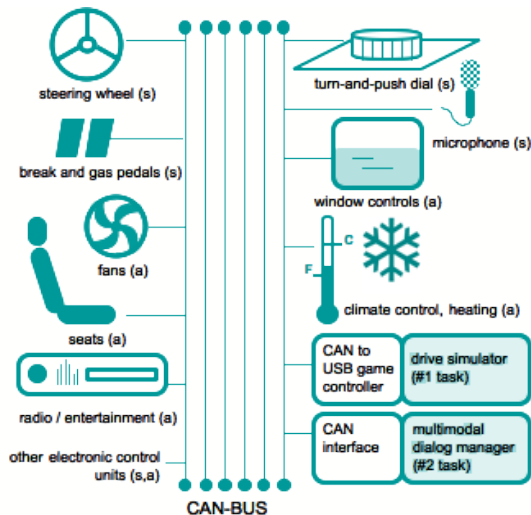 steering wheel (s)
break and gas pedals (s)
fans (a)
seats (a)
radio / entertainment (a)
other electronic control
units (s,a)
CAN-BUS
turn-and-push dial (s)
microphone (s)
window controls (a)
C
F
climate control, heating (a)
CAN to
USB game
controller
drive simulator
(#1 task)
CAN
interface
multimodal
dialog manager
(#2 task)